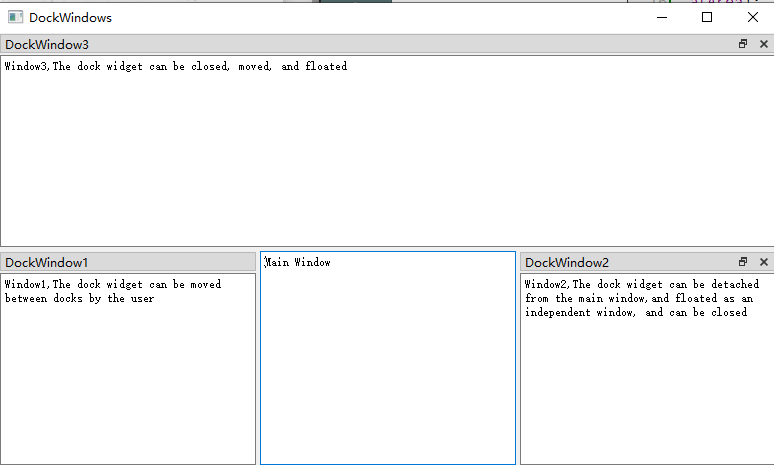 DockWindows
DockWindow3
Window3,The dock widget can be closed, moved, and floated
DockWindow1
Window1,The dock widget can be moved
between docks by the user
Main Window
DockWindow2
Window2,The dock widget can be detached
from the main window,and floated as an
independent window, and can be closed